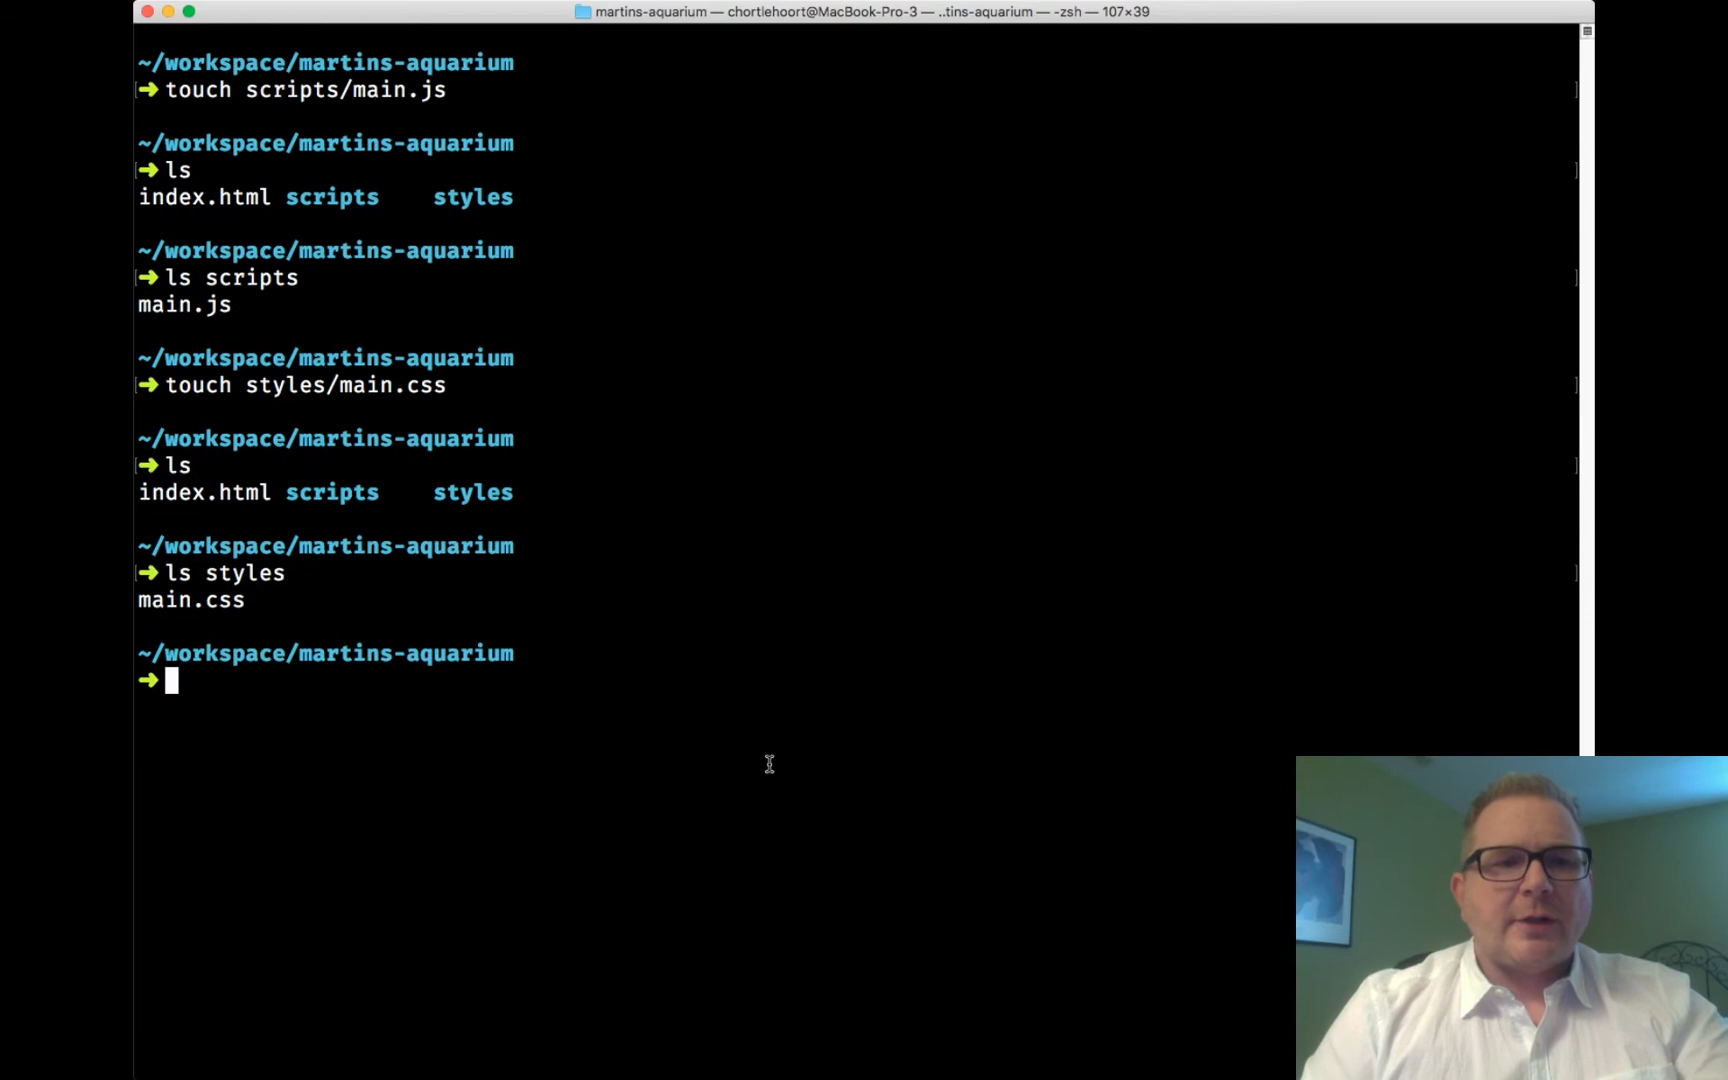 martins-aquarium — chortlehoort@MacBook-Pro-3 — ..tins-aquarium — -zsh — 107×39
~/workspace/martins-aquarium
➜ touch scripts/main.js
~/workspace/martins-aquarium
➜ ls
index.html scripts styles
~/workspace/martins-aquarium
➜ ls scripts
main.js
~/workspace/martins-aquarium
➜ touch styles/main.css
~/workspace/martins-aquarium
➜ ls
index.html scripts styles
~/workspace/martins-aquarium
➜ ls styles
main.css
~/workspace/martins-aquarium
➜